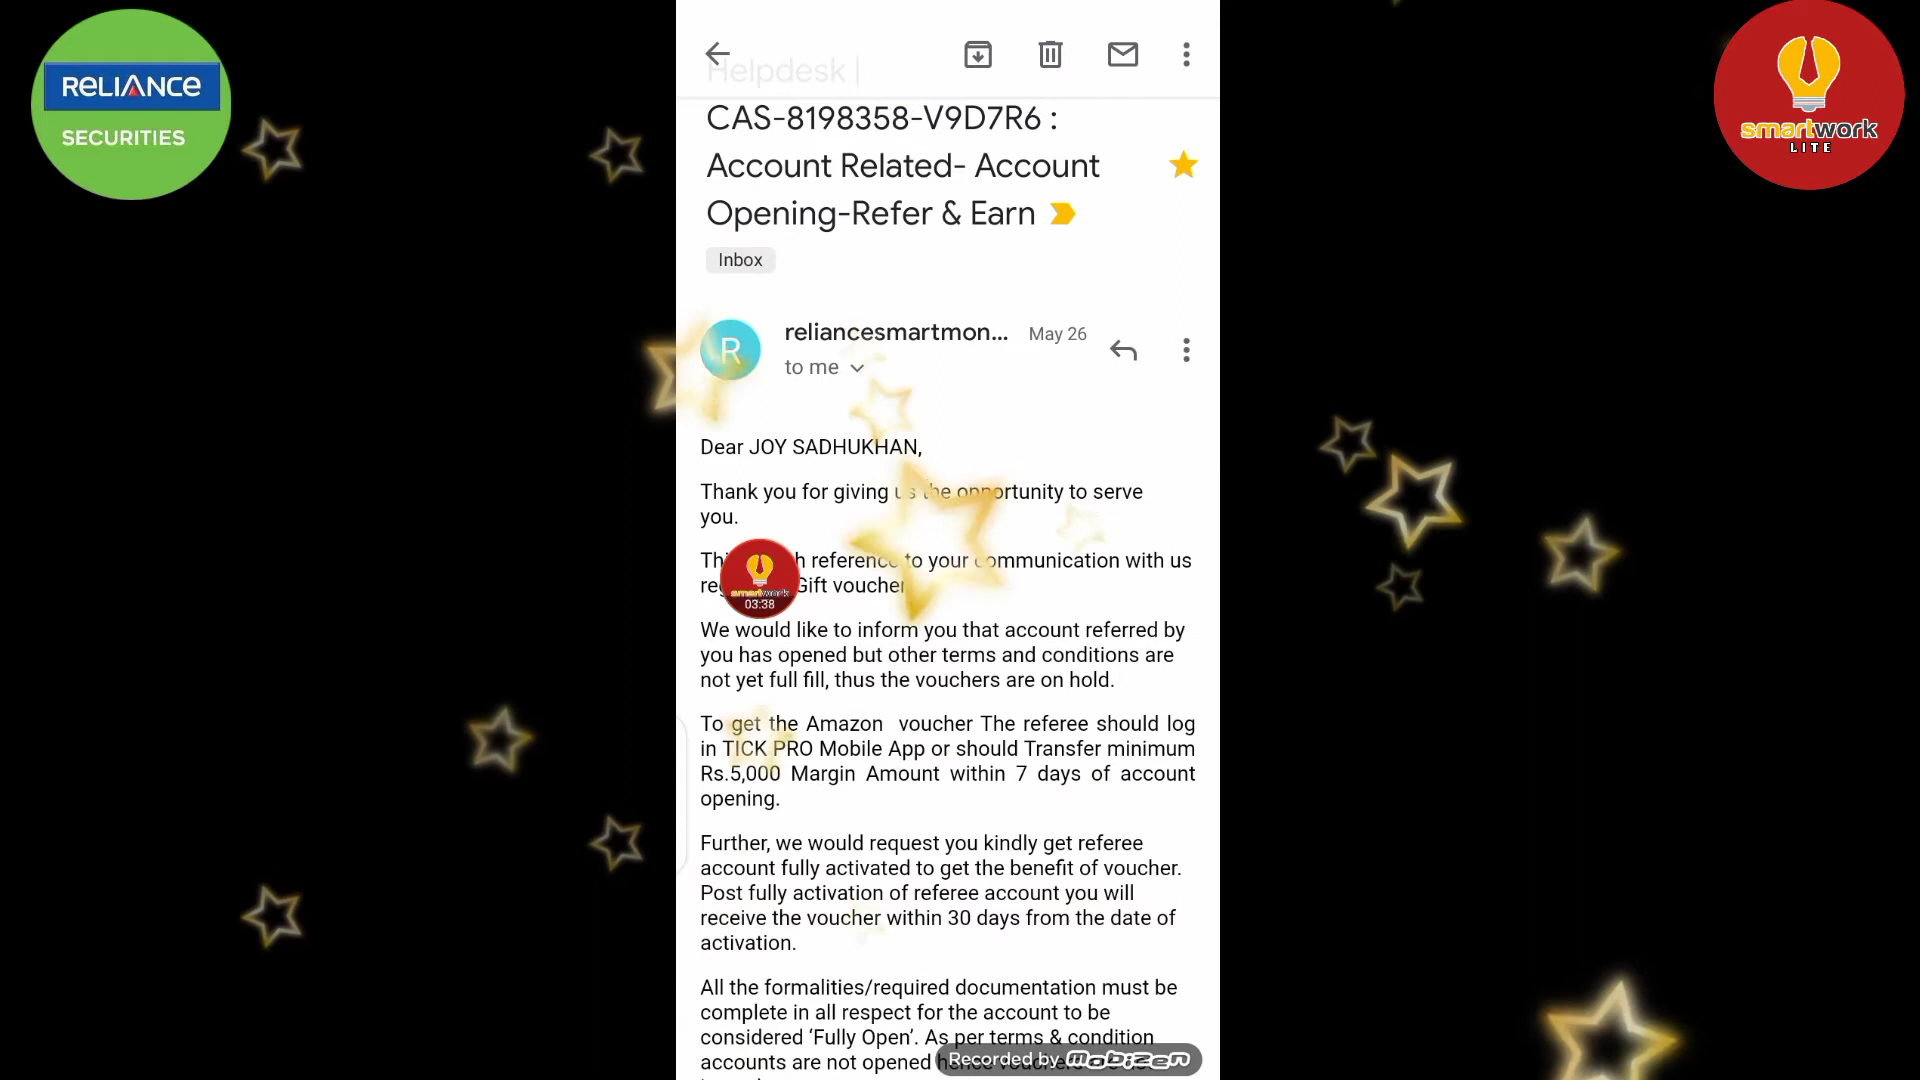 RELIANCE
SECURITIES
smartwork
LITE
Helpdesk |
CAS-8198358-V9D7R6 :
Account Related- Account
Opening-Refer & Earn
Inbox
R
reliancesmartmon... May 26
to me
Dear JOY SADHUKHAN,
Thank you for giving us the opportunity to serve
you.
reference to your communication with us
Gift voucher
smartwork
03:38
We would like to inform you that account referred by
you has opened but other terms and conditions are
not yet full fill, thus the vouchers are on hold.
To get the Amazon voucher The referee should log
in TICK PRO Mobile App or should Transfer minimum
Rs.5,000 Margin Amount within 7 days of account
opening.
Further, we would request you kindly get referee
account fully activated to get the benefit of voucher.
Post fully activation of referee account you will
receive the voucher within 30 days from the date of
activation.
All the formalities/required documentation must be
complete in all respect for the account to be
considered ‘Fully Open’. As per terms & condition
accounts are not opened
Recorded by Mobizen